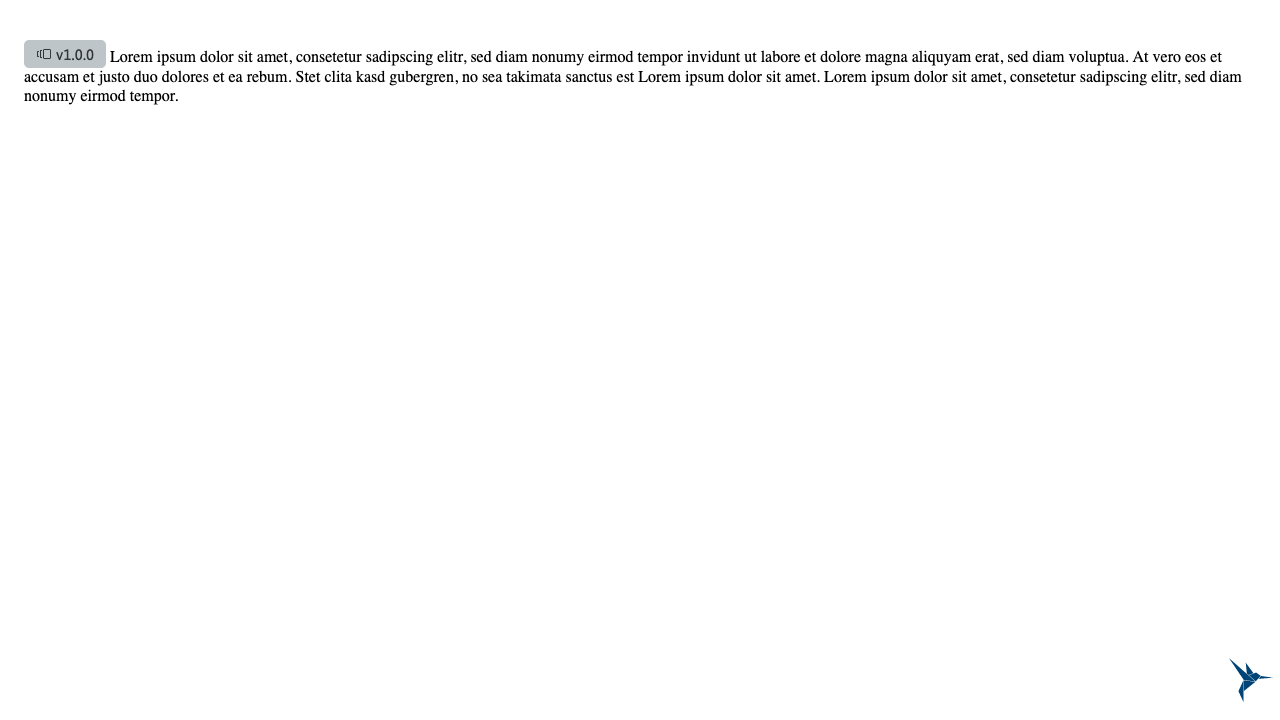 v1.0.0 Lorem ipsum dolor sit amet, consetetur sadipscing elitr, sed diam nonumy eirmod tempor invidunt ut labore et dolore magna aliquyam erat, sed diam voluptua. At vero eos et
accusam et justo duo dolores et ea rebum. Stet clita kasd gubergren, no sea takimata sanctus est Lorem ipsum dolor sit amet. Lorem ipsum dolor sit amet, consetetur sadipscing elitr, sed diam
nonumy eirmod tempor.